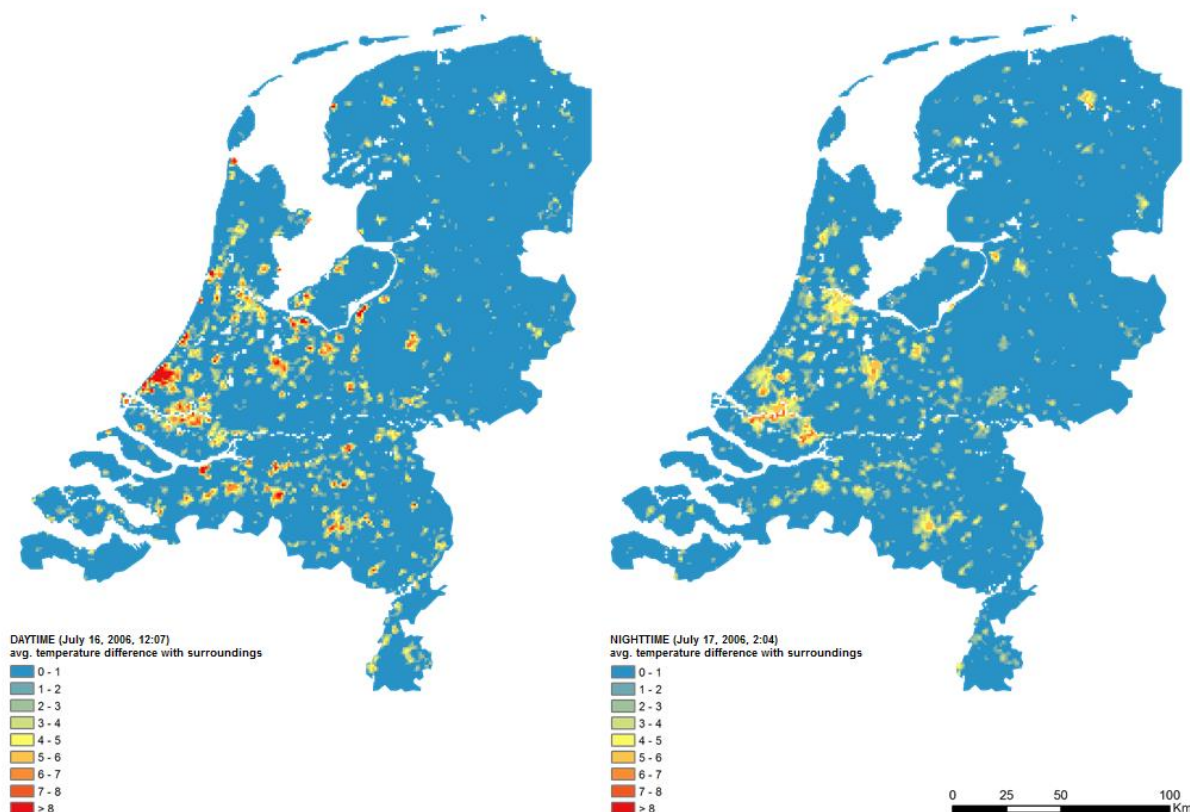 DAYTIME (July 16, 2006, 12:07)
avg. temperature difference with surroundings
0 - 1
1 - 2
2 - 3
3 - 4
4 - 5
5 - 6
6 - 7
7 - 8
> 8
NIGHTTIME (July 17, 2006, 2:04)
avg. temperature difference with surroundings
0 - 1
1 - 2
2 - 3
3 - 4
4 - 5
5 - 6
6 - 7
7 - 8
> 8
0 25 50 100
Km